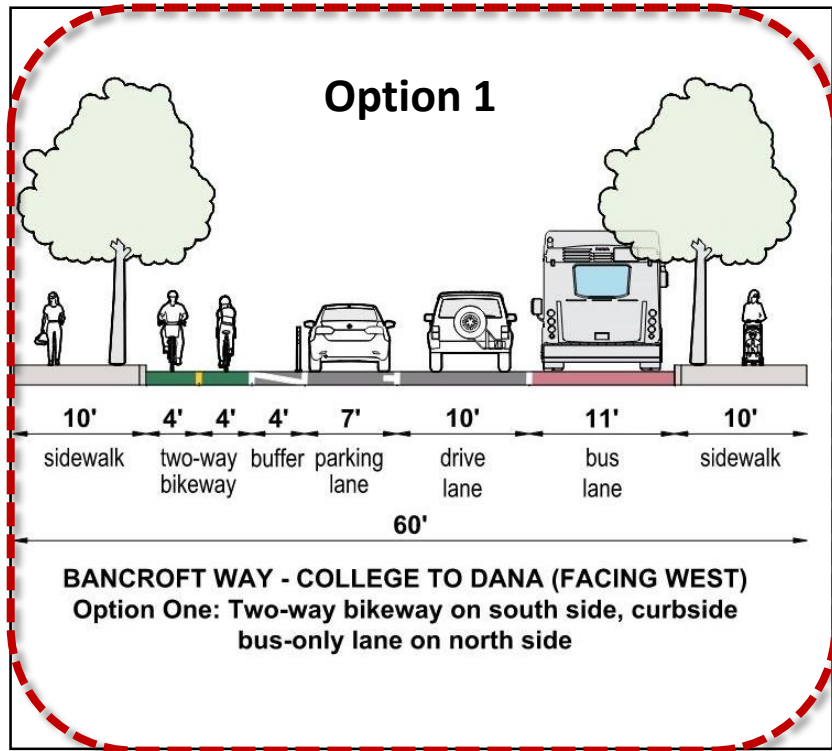 Option 1
10' 4' 4' 4' 7' 10' 11' 10'
sidewalk two-way buffer parking drive bus sidewalk
bikeway lane lane lane
60'
BANCROFT WAY - COLLEGE TO DANA (FACING WEST)
Option One: Two-way bikeway on south side, curbside
bus-only lane on north side